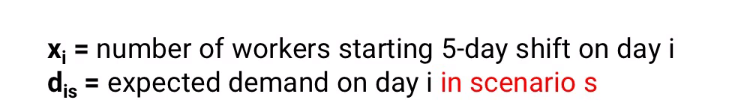 xi = number of workers starting 5-day shift on day i
dis = expected demand on day i in scenario s